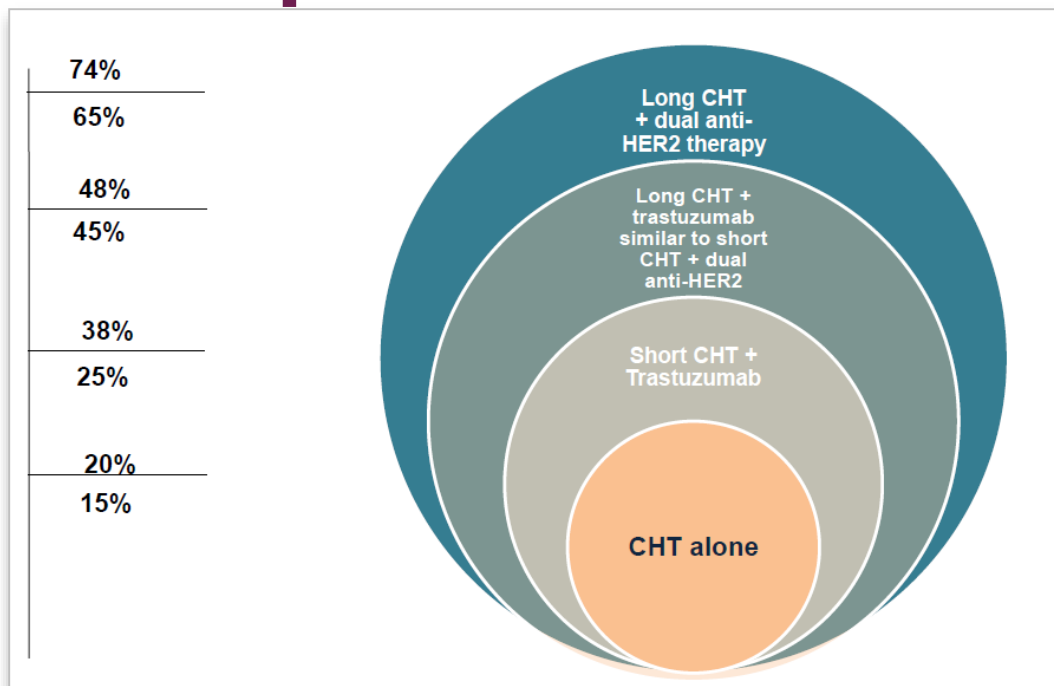 74%
65%
48%
45%
38%
25%
20%
15%
Long CHT
+ dual anti-
HER2 therapy
Long CHT +
trastuzumab
similar to short
CHT + dual
anti-HER2
Short CHT +
Trastuzumab
CHT alone